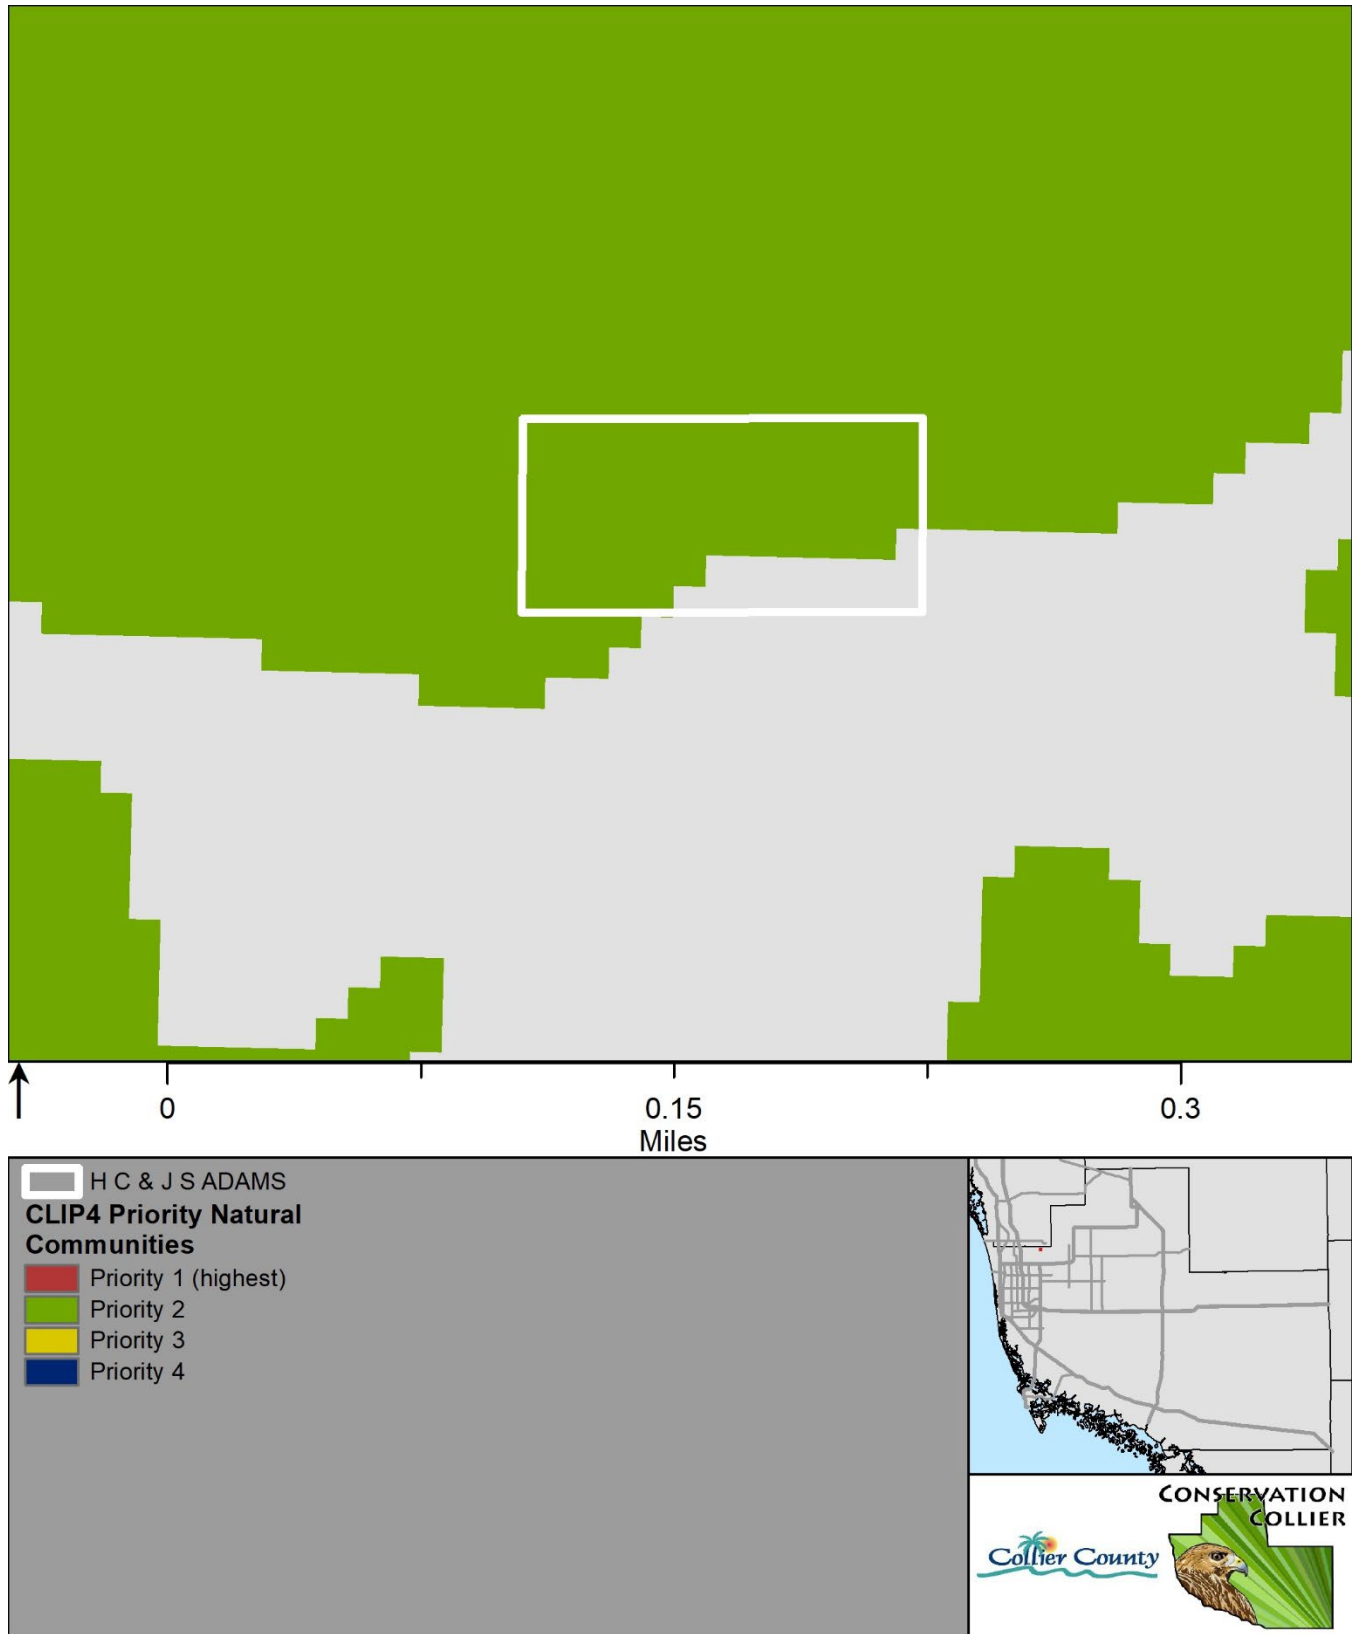 0
0.15
0.3
Miles
H C & J S ADAMS
CLIP4 Priority Natural
Communities
Priority 1 (highest)
Priority 2
Priority 3
Priority 4
CONSERVATION
COLLIER
Collier County